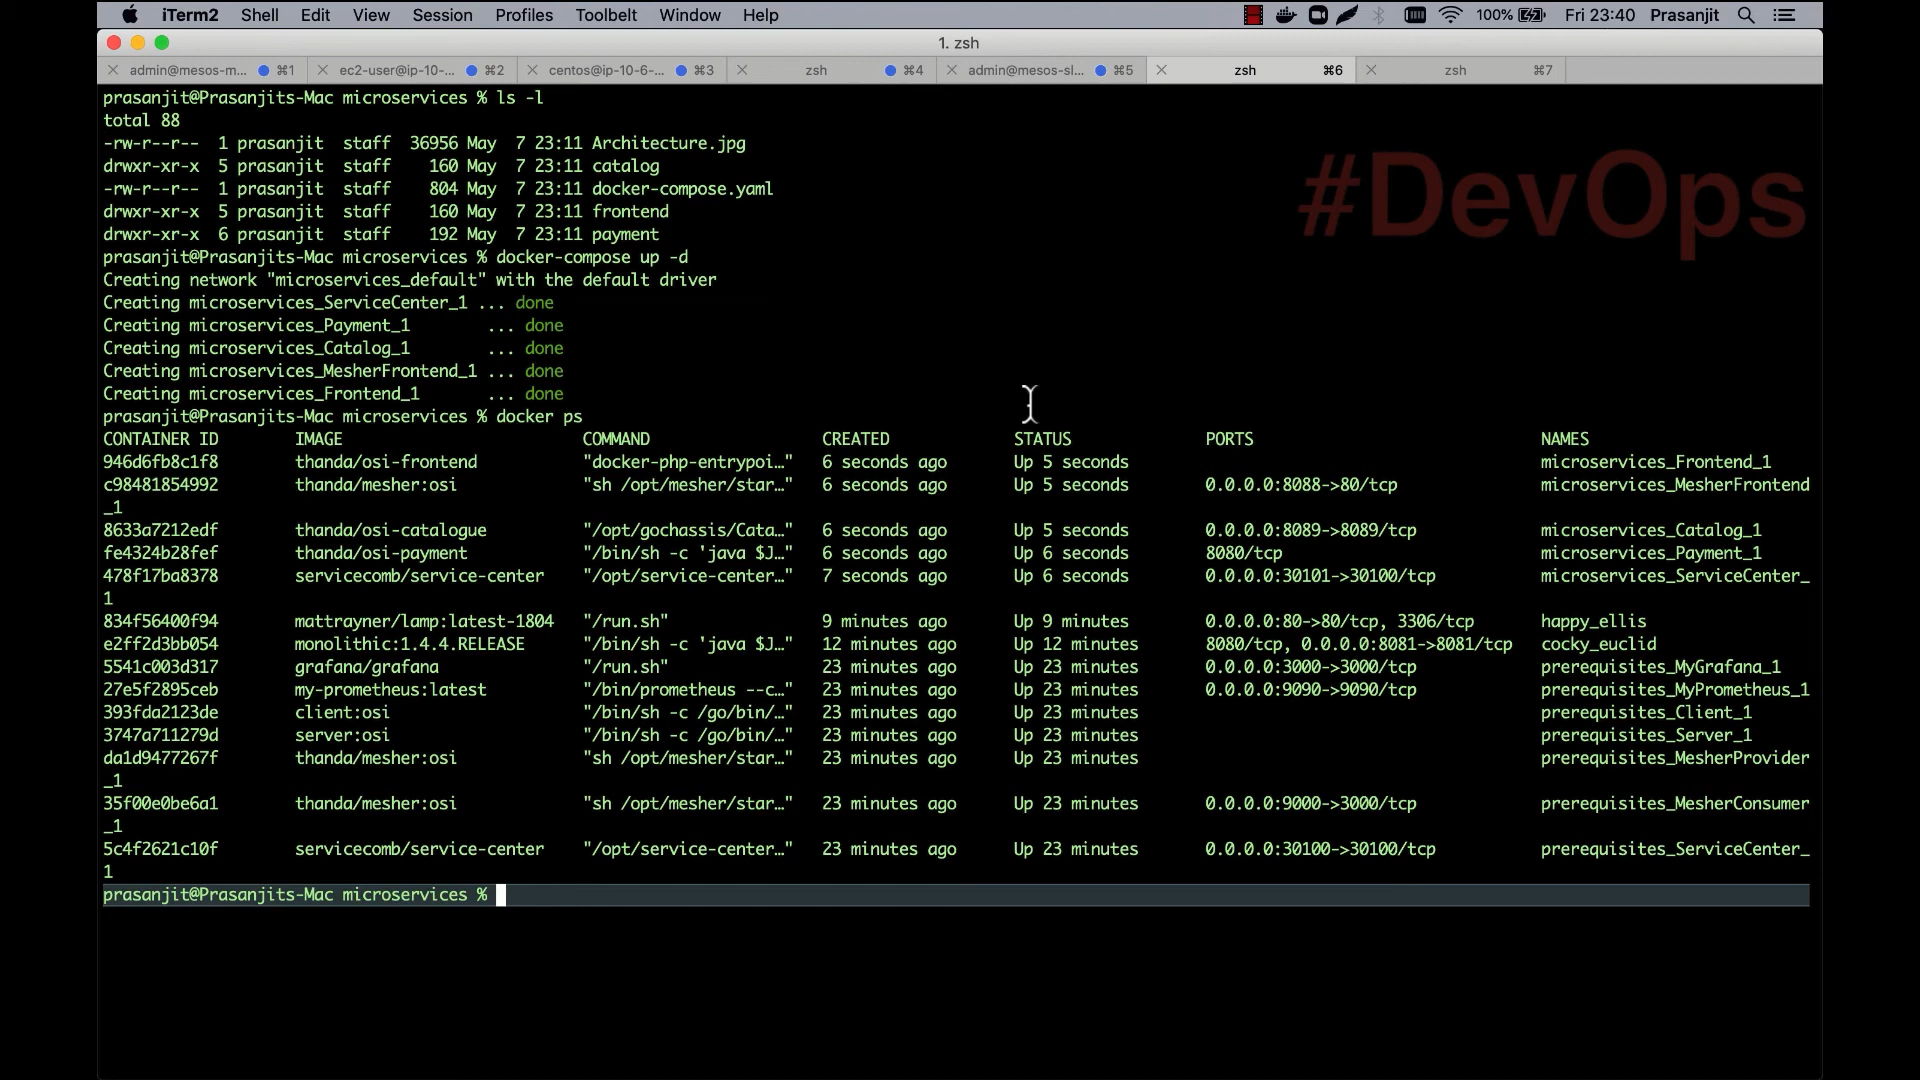 iTerm2 Shell Edit View Session Profiles Toolbelt Window Help 100% Fri 23:40 Prasanjit
1. zsh
admin@mesos-m... ⌘1 ec2-user@ip-10-... ⌘2 centos@ip-10-6-... ⌘3 zsh ⌘4 admin@mesos-sl... ⌘5 zsh ⌘6 zsh ⌘7
#DevOps
prasanjit@Prasanjits-Mac microservices % ls -l
total 88
-rw-r--r-- 1 prasanjit staff 36956 May 7 23:11 Architecture.jpg
drwxr-xr-x 5 prasanjit staff 160 May 7 23:11 catalog
-rw-r--r-- 1 prasanjit staff 804 May 7 23:11 docker-compose.yaml
drwxr-xr-x 5 prasanjit staff 160 May 7 23:11 frontend
drwxr-xr-x 6 prasanjit staff 192 May 7 23:11 payment
prasanjit@Prasanjits-Mac microservices % docker-compose up -d
Creating network "microservices_default" with the default driver
Creating microservices_ServiceCenter_1 ... done
Creating microservices_Payment_1 ... done
Creating microservices_Catalog_1 ... done
Creating microservices_MesherFrontend_1 ... done
Creating microservices_Frontend_1 ... done
prasanjit@Prasanjits-Mac microservices % docker ps
CONTAINER ID IMAGE COMMAND CREATED STATUS PORTS NAMES
946d6fb8c1f8 thanda/osi-frontend "docker-php-entrypoi…" 6 seconds ago Up 5 seconds microservices_Frontend_1
c98481854992 thanda/mesher:osi "sh /opt/mesher/star…" 6 seconds ago Up 5 seconds 0.0.0.0:8088->80/tcp microservices_MesherFrontend
_1
8633a7212edf thanda/osi-catalogue "/opt/gochassis/Cata…" 6 seconds ago Up 5 seconds 0.0.0.0:8089->8089/tcp microservices_Catalog_1
fe4324b28fef thanda/osi-payment "/bin/sh -c 'java $J…" 6 seconds ago Up 6 seconds 8080/tcp microservices_Payment_1
478f17ba8378 servicecomb/service-center "/opt/service-center…" 7 seconds ago Up 6 seconds 0.0.0.0:30101->30100/tcp microservices_ServiceCenter_
1
834f56400f94 mattrayner/lamp:latest-1804 "/run.sh" 9 minutes ago Up 9 minutes 0.0.0.0:80->80/tcp, 3306/tcp happy_ellis
e2ff2d3bb054 monolithic:1.4.4.RELEASE "/bin/sh -c 'java $J…" 12 minutes ago Up 12 minutes 8080/tcp, 0.0.0.0:8081->8081/tcp cocky_euclid
5541c003d317 grafana/grafana "/run.sh" 23 minutes ago Up 23 minutes 0.0.0.0:3000->3000/tcp prerequisites_MyGrafana_1
27e5f2895ceb my-prometheus:latest "/bin/prometheus --c…" 23 minutes ago Up 23 minutes 0.0.0.0:9090->9090/tcp prerequisites_MyPrometheus_1
393fda2123de client:osi "/bin/sh -c /go/bin/…" 23 minutes ago Up 23 minutes prerequisites_Client_1
3747a711279d server:osi "/bin/sh -c /go/bin/…" 23 minutes ago Up 23 minutes prerequisites_Server_1
da1d9477267f thanda/mesher:osi "sh /opt/mesher/star…" 23 minutes ago Up 23 minutes prerequisites_MesherProvider
_1
35f00e0be6a1 thanda/mesher:osi "sh /opt/mesher/star…" 23 minutes ago Up 23 minutes 0.0.0.0:9000->3000/tcp prerequisites_MesherConsumer
_1
5c4f2621c10f servicecomb/service-center "/opt/service-center…" 23 minutes ago Up 23 minutes 0.0.0.0:30100->30100/tcp prerequisites_ServiceCenter_
1
prasanjit@Prasanjits-Mac microservices %